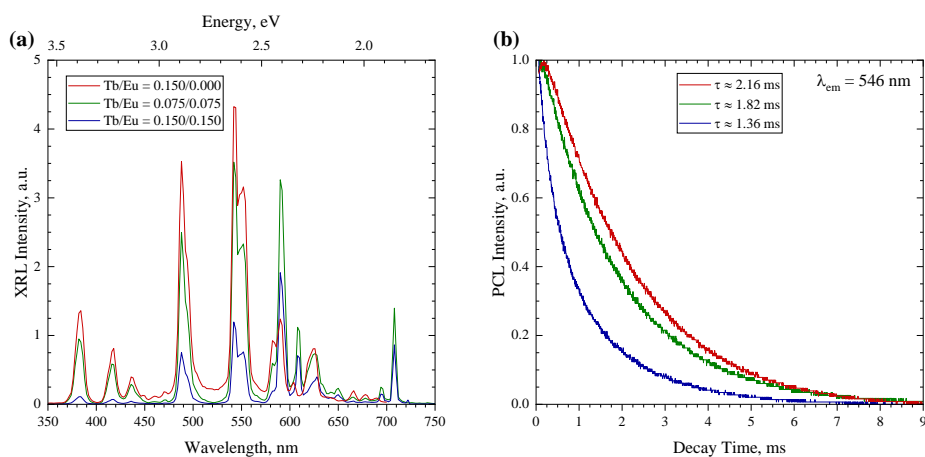 Energy, eV
(a)
3.5 3.0 2.5 2.0
5
4
3
2
1
0
XRL Intensity, a.u.
Tb/Eu = 0.150/0.000
Tb/Eu = 0.075/0.075
Tb/Eu = 0.150/0.150
350 400 450 500 550 600 650 700 750
Wavelength, nm
(b)
1.0
0.8
0.6
0.4
0.2
0.0
PCL Intensity, a.u.
τ ≈ 2.16 ms
τ ≈ 1.82 ms
τ ≈ 1.36 ms
λem = 546 nm
0 1 2 3 4 5 6 7 8 9
Decay Time, ms